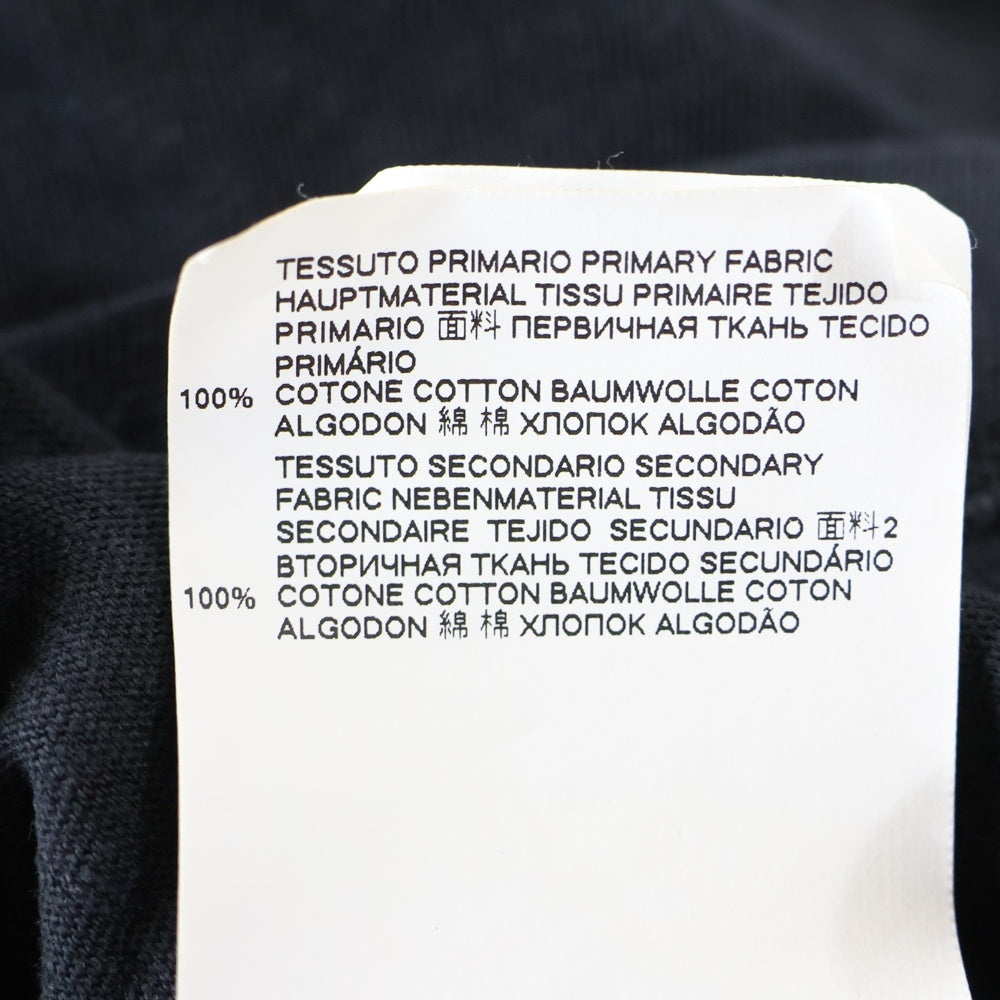 TESSUTO PRIMARIO PRIMARY FABRIC
HAUPTMATERIAL TISSU PRIMAIRE TEJIDO
PRIMARIO 面料 ПЕРВИЧНАЯ ТКАНЬ TECIDO
PRIMÁRIO
100% COTONE COTTON BAUMWOLLE COTON
ALGODON 綿 棉 ХЛОПОК ALGODÃO
TESSUTO SECONDARIO SECONDARY
FABRIC NEBENMATERIAL TISSU
SECONDAIRE TEJIDO SECUNDARIO 面料2
ВТОРИЧНАЯ ТКАНЬ TECIDO SECUNDÁRIO
100% COTONE COTTON BAUMWOLLE COTON
ALGODON 綿 棉 ХЛОПОК ALGODÃO